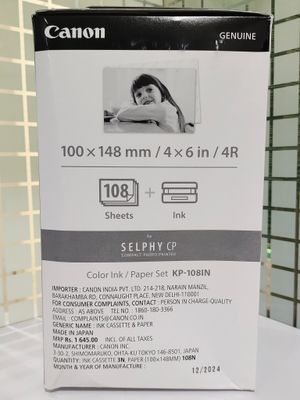 Canon
GENUINE
100 × 148 mm / 4 × 6 in / 4R
108
+
Sheets
Ink
for
SELPHY CP
COMPACT PHOTO PRINTER
Color Ink / Paper Set KP-108IN
IMPORTER : CANON INDIA PVT. LTD. 214-218, NARAIN MANZIL,
BARAKHAMBA RD. CONNAUGHT PLACE, NEW DELHI-110001
FOR CONSUMER COMPLAINTS, CONTACT : PERSON IN CHARGE-QUALITY
ADDRESS : AS ABOVE TEL NO. : 1860-180-3366
EMAIL : COMPLAINTS@CANON.CO.IN
GENERIC NAME : INK CASSETTE & PAPER
MADE IN JAPAN
MRP Rs. 1 645.00 INCL. OF ALL TAXES
MANUFACTURER : CANON INC.
3-30-2, SHIMOMARUKO, OHTA-KU TOKYO 146-8501, JAPAN
QUANTITY: INK CASSETTE 3N, PAPER (100x148MM) 108N
MONTH & YEAR OF MANUFACTURE : 12/2024